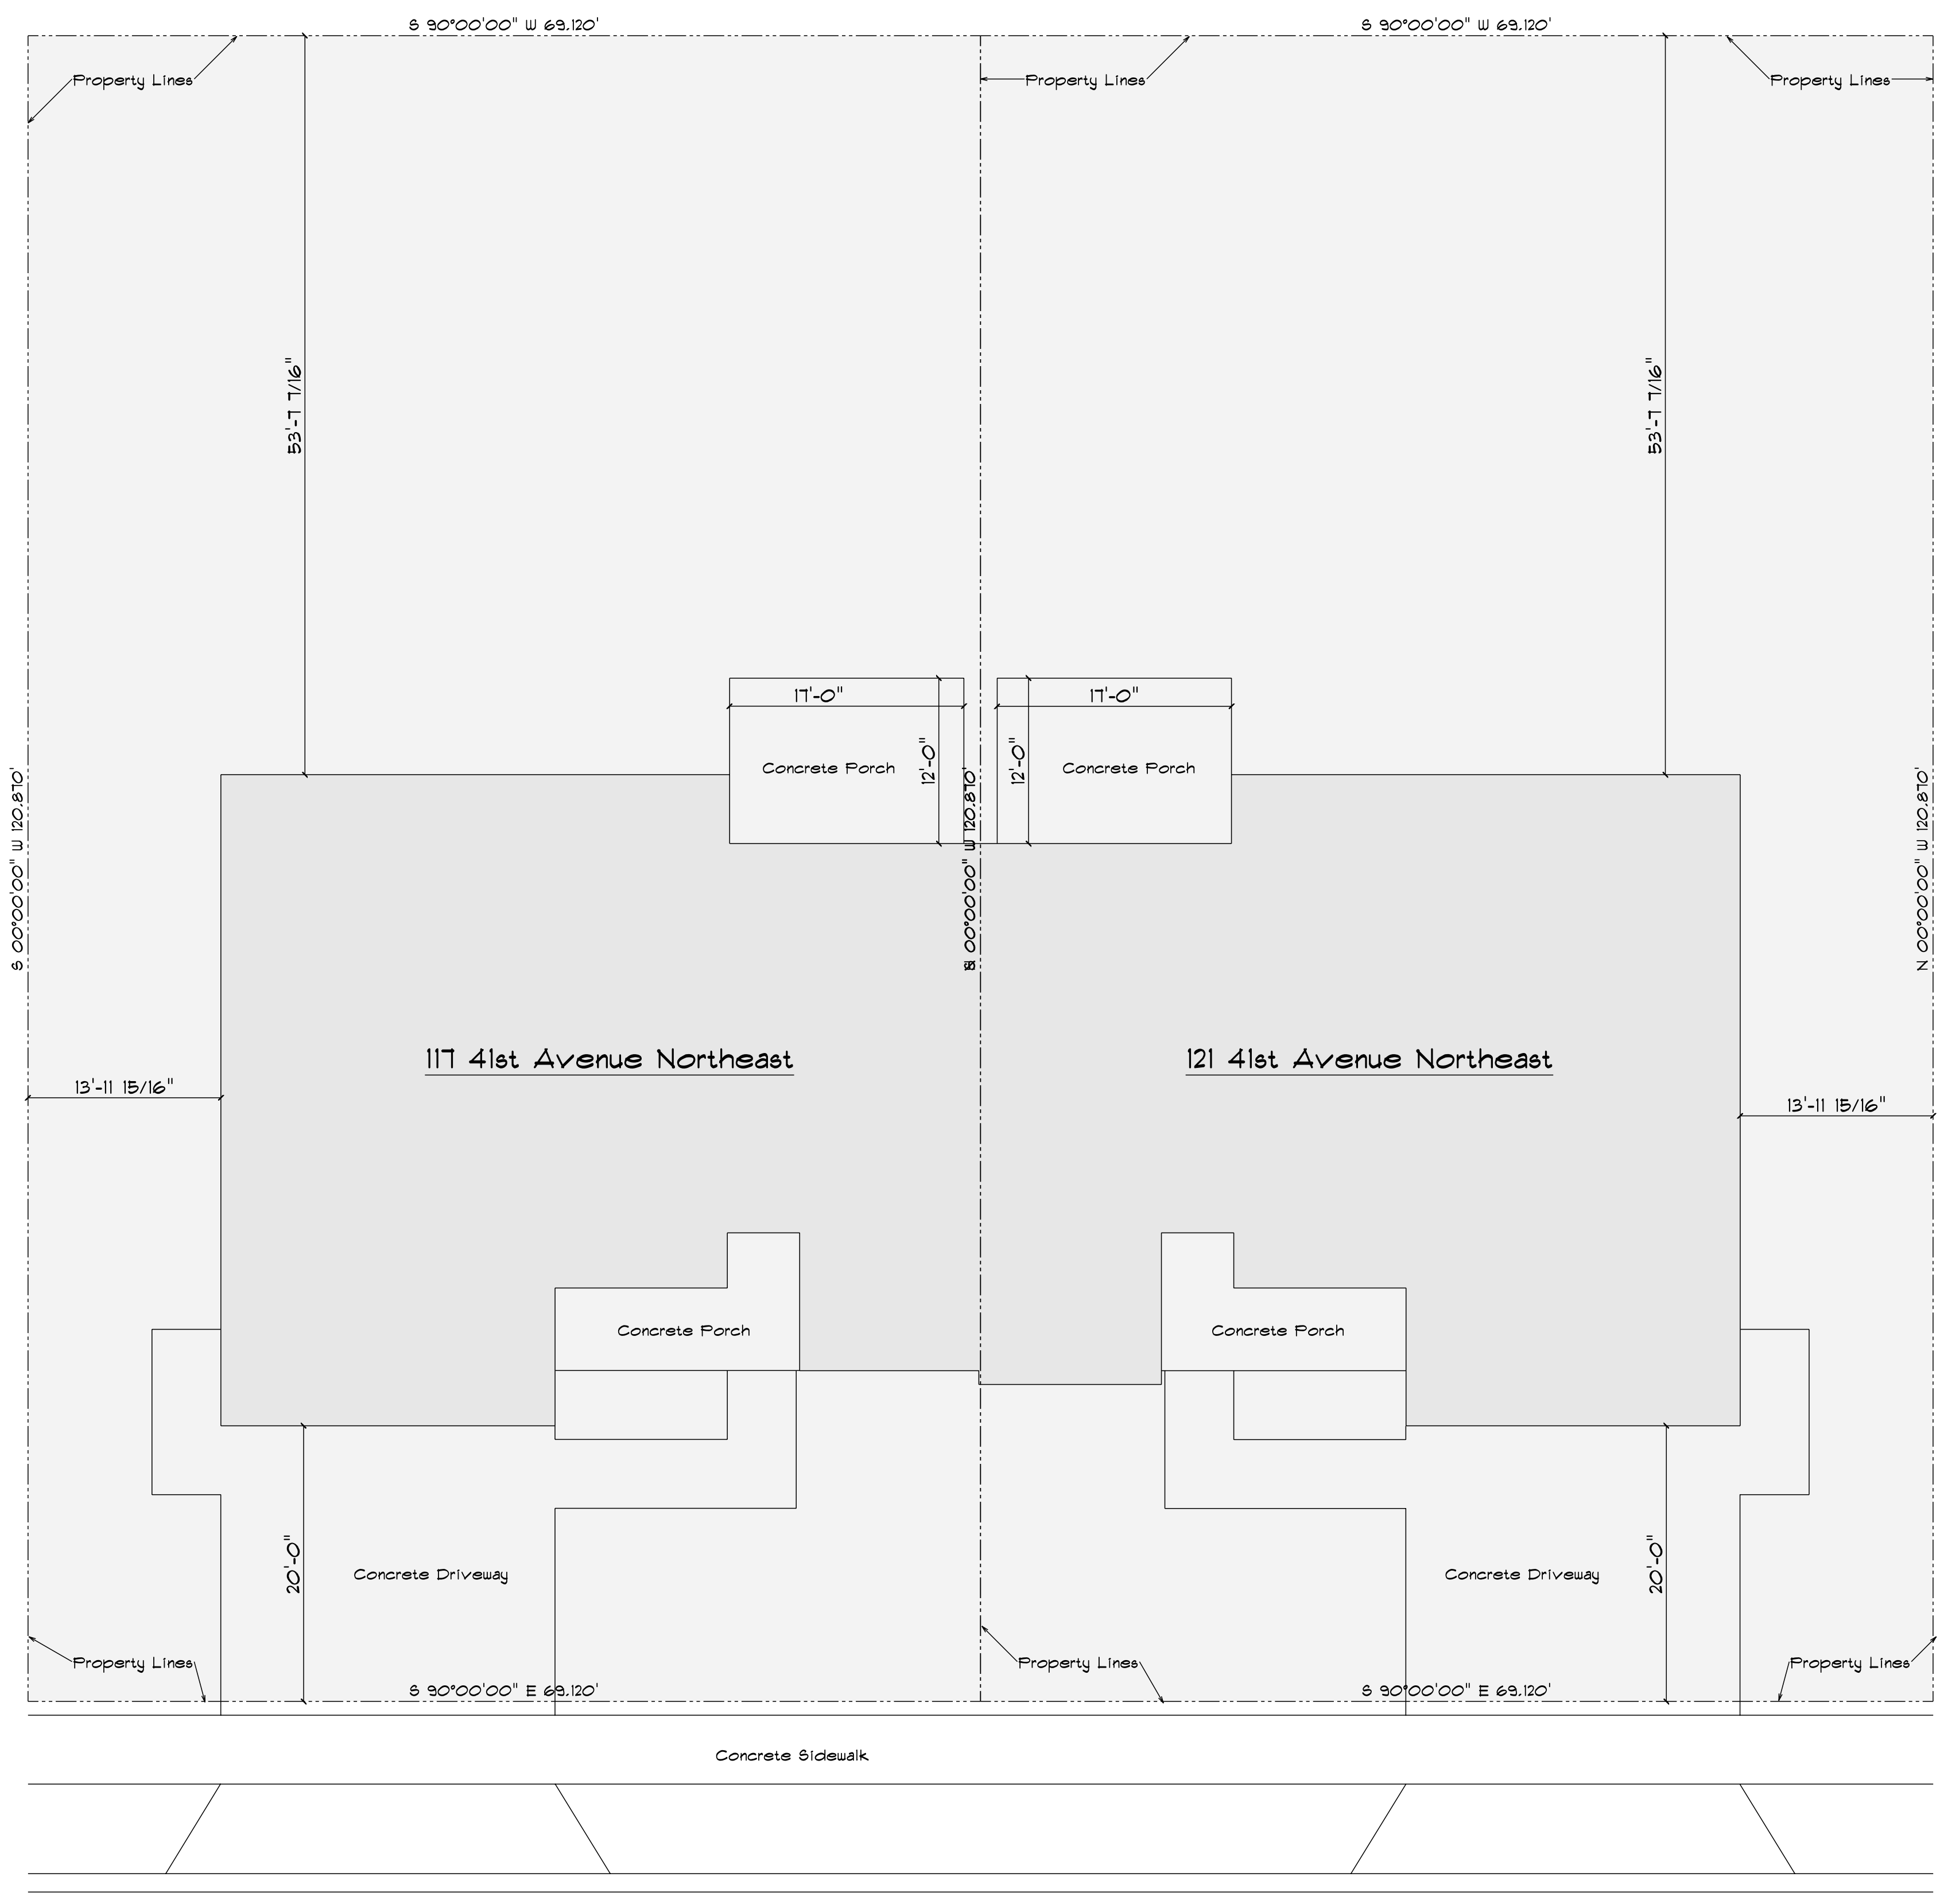 S 90°00'00" W 69.120'
S 90°00'00" W 69.120'
Property Lines
Property Lines
Property Lines
53'-7 7/16"
53'-7 7/16"
17'-0"
17'-0"
12'-0"
12'-0"
Concrete Porch
Concrete Porch
S 00°00'00" W 120.870'
00°00'00" W 120.870'
N 00°00'00" W 120.870'
117 41st Avenue Northeast
121 41st Avenue Northeast
13'-11 15/16"
13'-11 15/16"
Concrete Porch
Concrete Porch
20'-0"
20'-0"
Concrete Driveway
Concrete Driveway
Property Lines
Property Lines
Property Lines
S 90°00'00" E 69.120'
S 90°00'00" E 69.120'
Concrete Sidewalk